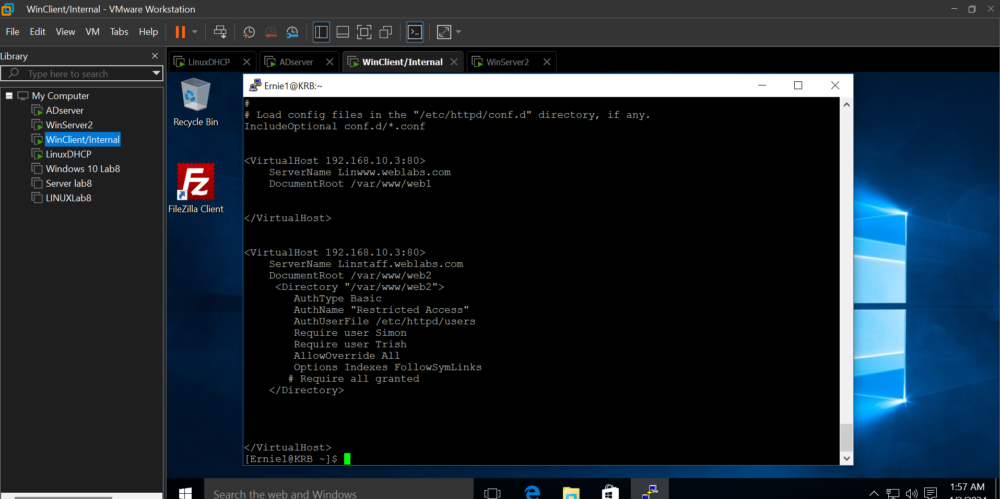 WinClient/Internal - VMware Workstation
File Edit View VM Tabs Help
Library
Type here to search
My Computer
ADserver
WinServer2
WinClient/Internal
LinuxDHCP
Windows 10 Lab8
Server lab8
LINUXLab8
LinuxDHCP
ADserver
WinClient/Internal
WinServer2
Recycle Bin
FileZilla Client
Ernie1@KRB:~
#
# Load config files in the "/etc/httpd/conf.d" directory, if any.
IncludeOptional conf.d/*.conf
<VirtualHost 192.168.10.3:80>
ServerName Linwww.weblabs.com
DocumentRoot /var/www/web1
</VirtualHost>
<VirtualHost 192.168.10.3:80>
ServerName Linstaff.weblabs.com
DocumentRoot /var/www/web2
<Directory "/var/www/web2">
AuthType Basic
AuthName "Restricted Access"
AuthUserFile /etc/httpd/users
Require user Simon
Require user Trish
AllowOverride All
Options Indexes FollowSymLinks
# Require all granted
</Directory>
</VirtualHost>
[Ernie1@KRB ~]$
Search the web and Windows
1:57 AM